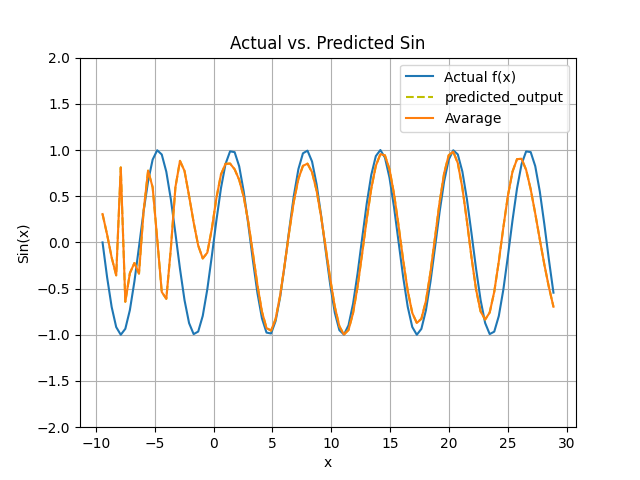 Actual vs. Predicted Sin
2.0
1.5
1.0
0.5
0.0
−0.5
−1.0
−1.5
−2.0
Sin(x)
Actual f(x)
predicted_output
Avarage
−10 −5 0 5 10 15 20 25 30
x